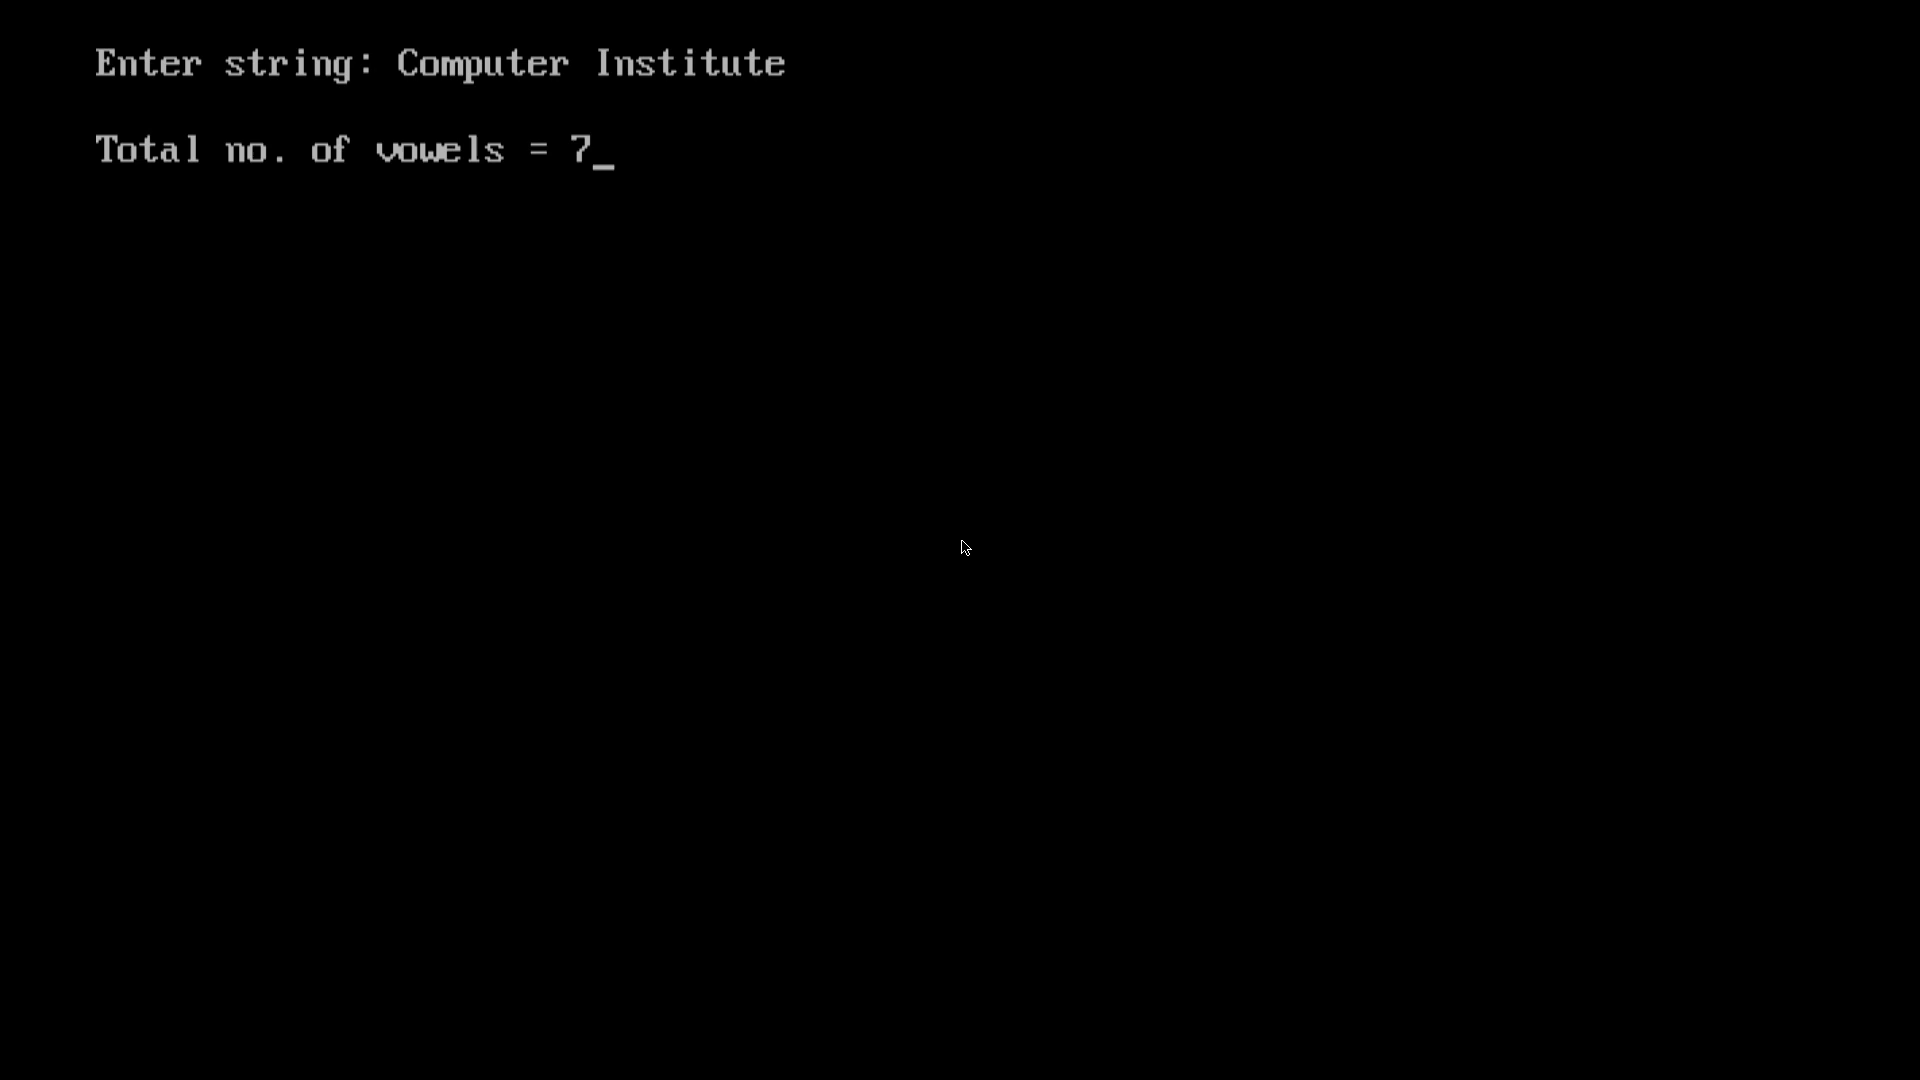 Enter string: Computer Institute
Total no. of vowels = 7_